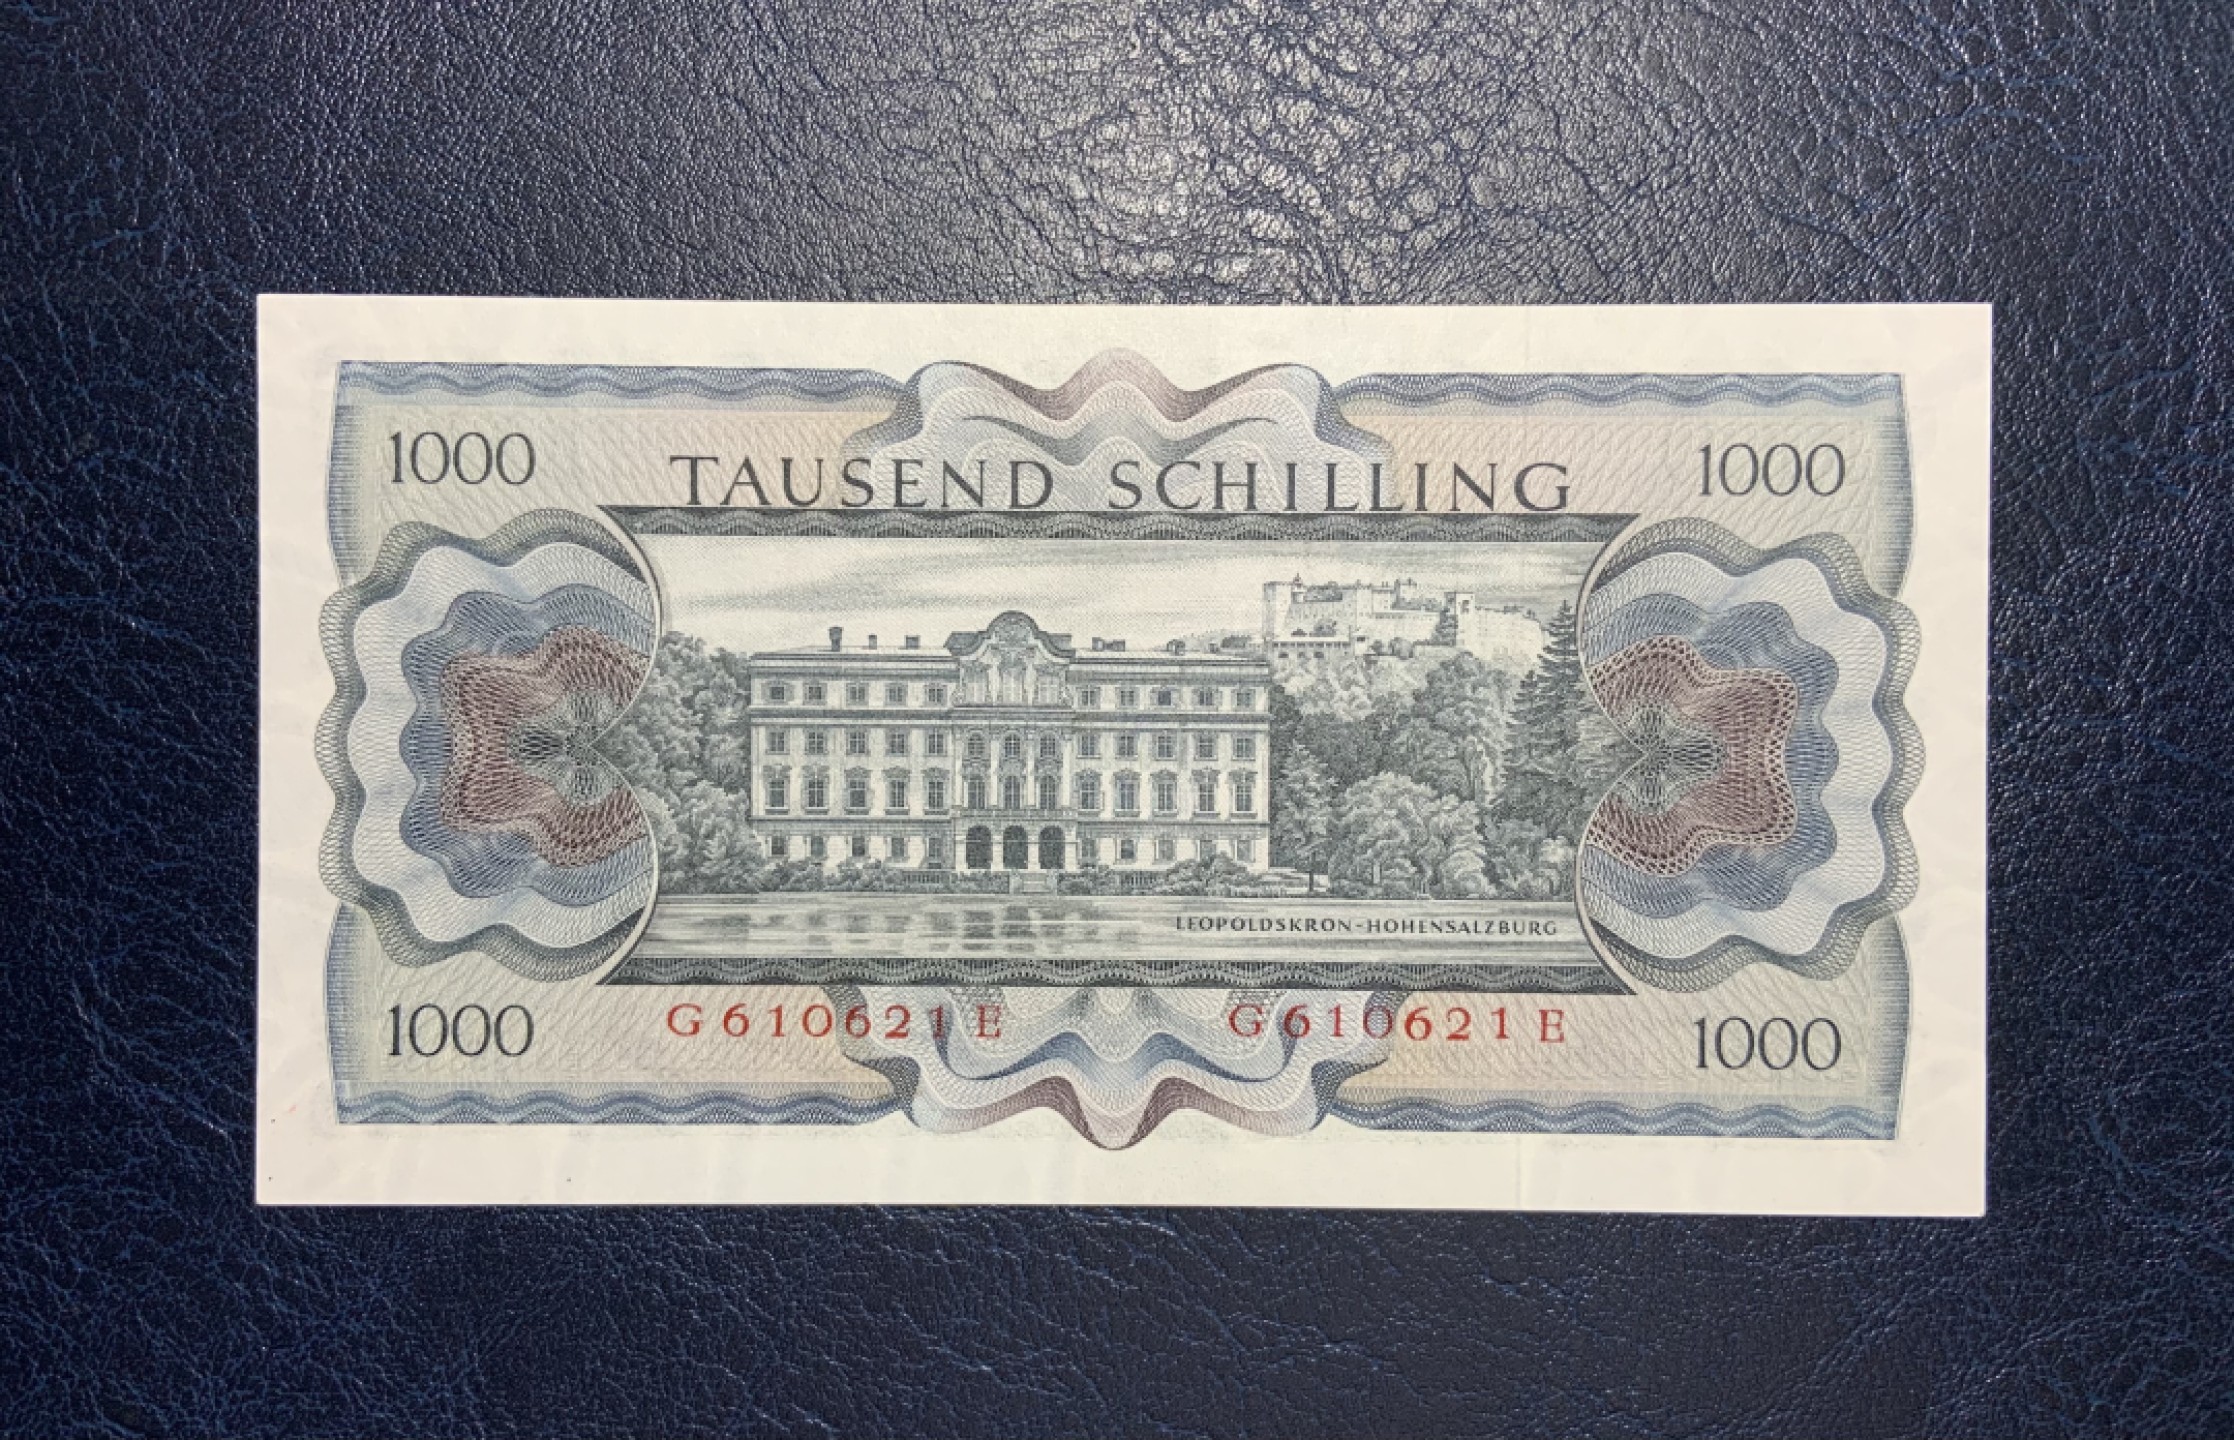 1000 1000
TAUSEND SCHILLING
LEOPOLDSKRON-HOHENSALZBURG
G 610621 E G 610621 E
1000 1000